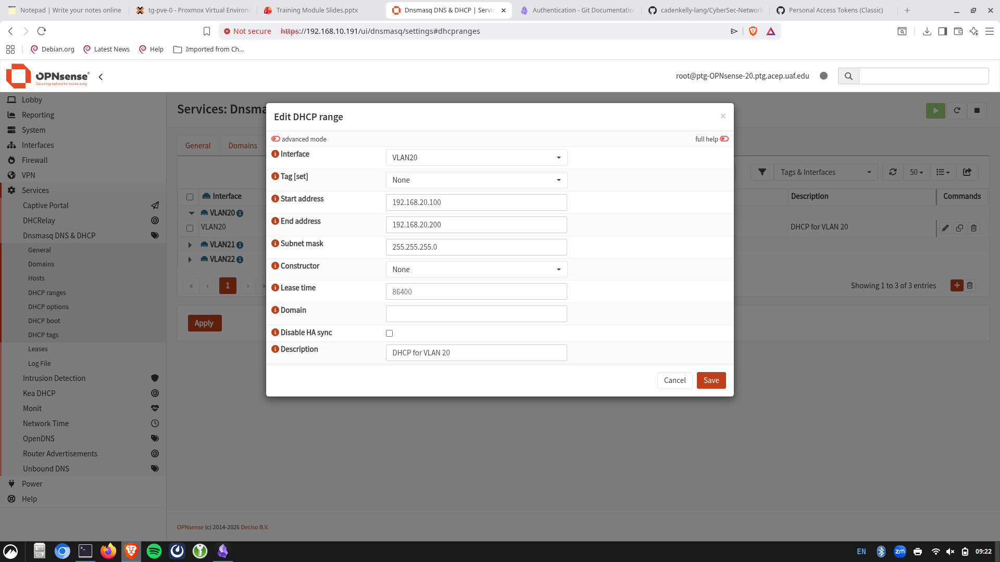 Notepad | Write your notes online
tg-pve-0 - Proxmox Virtual Environ
Training Module Slides.pptx
Dnsmasq DNS & DHCP | Servic
Authentication - Git Documentation
cadenkelly-lang/CyberSec-Network
Personal Access Tokens (Classic)
Not secure https://192.168.10.191/ui/dnsmasq/settings#dhcpranges
Debian.org
Latest News
Help
Imported from Ch...
OPNsense
Securing networks made easy
root@ptg-OPNsense-20.ptg.acep.uaf.edu
Lobby
Reporting
System
Interfaces
Firewall
VPN
Services
Captive Portal
DHCRelay
Dnsmasq DNS & DHCP
General
Domains
Hosts
DHCP ranges
DHCP options
DHCP boot
DHCP tags
Leases
Log File
Intrusion Detection
Kea DHCP
Monit
Network Time
OpenDNS
Router Advertisements
Unbound DNS
Power
Help
Services: Dnsma
General
Domains
Tags & Interfaces
50
Interface
Description
Commands
VLAN20 1
VLAN20
DHCP for VLAN 20
VLAN21 1
VLAN22 1
« ‹ 1 › »
Showing 1 to 3 of 3 entries
Apply
Edit DHCP range
×
advanced mode
full help
Interface
VLAN20
Tag [set]
None
Start address
192.168.20.100
End address
192.168.20.200
Subnet mask
255.255.255.0
Constructor
None
Lease time
86400
Domain
Disable HA sync
Description
DHCP for VLAN 20
Cancel
Save
OPNsense (c) 2014-2026 Deciso B.V.
EN
zm
09:22